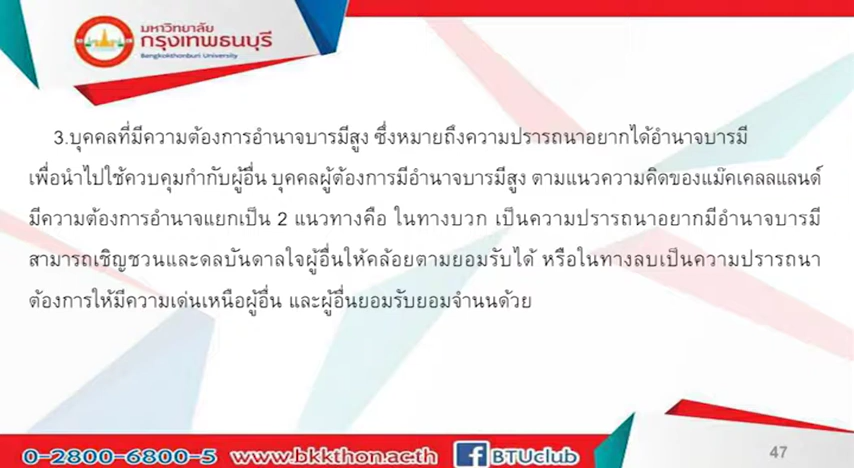 มหาวิทยาลัย
กรุงเทพธนบุรี
Bangkokthonburi University
3.บุคคลที่มีความต้องการอำนาจบารมีสูง ซึ่งหมายถึงความปรารถนาอยากได้อำนาจบารมี
เพื่อนำไปใช้ควบคุมกำกับผู้อื่น บุคคลผู้ต้องการมีอำนาจบารมีสูง ตามแนวความคิดของแม๊คเคลลแลนด์
มีความต้องการอำนาจแยกเป็น 2 แนวทางคือ ในทางบวก เป็นความปรารถนาอยากมีอำนาจบารมี
สามารถเชิญชวนและดลบันดาลใจผู้อื่นให้คล้อยตามยอมรับได้ หรือในทางลบเป็นความปรารถนา
ต้องการให้มีความเด่นเหนือผู้อื่น และผู้อื่นยอมรับยอมจำนนด้วย
0-2800-6800-5 www.bkkthon.ac.th f BTUclub
47